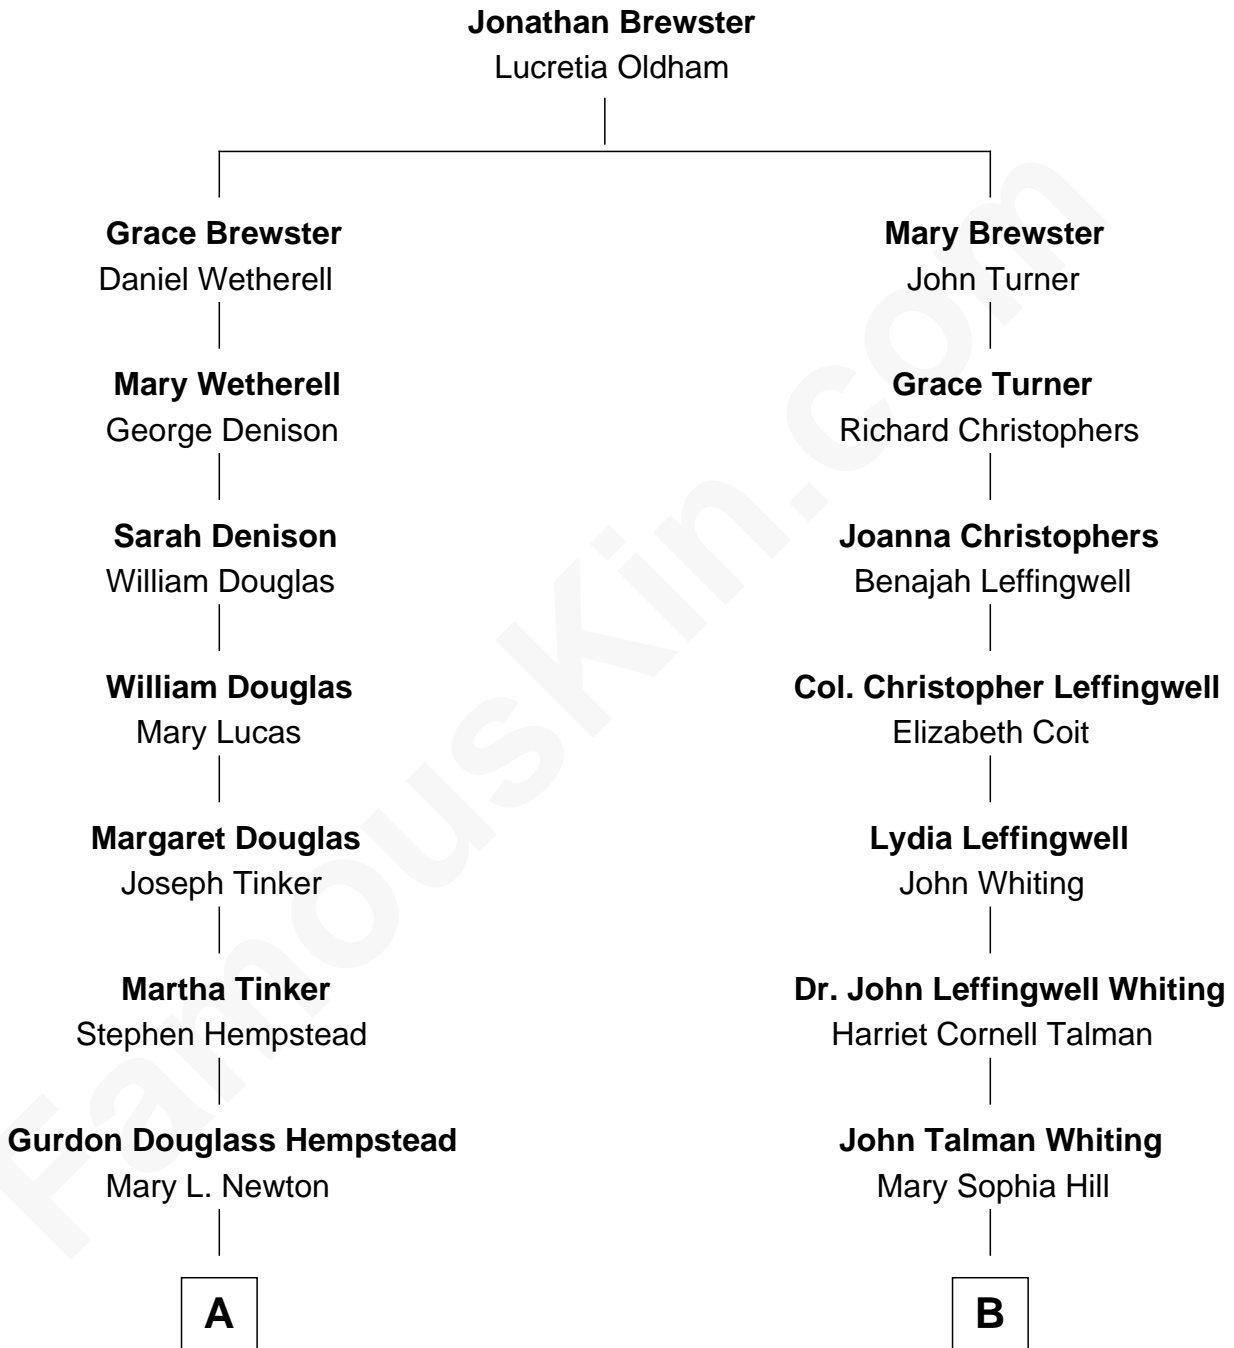 Jonathan Brewster
Lucretia Oldham
Grace Brewster
Daniel Wetherell
Mary Brewster
John Turner
Mary Wetherell
George Denison
Grace Turner
Richard Christophers
Sarah Denison
William Douglas
Joanna Christophers
Benajah Leffingwell
William Douglas
Mary Lucas
Col. Christopher Leffingwell
Elizabeth Coit
Margaret Douglas
Joseph Tinker
Lydia Leffingwell
John Whiting
Martha Tinker
Stephen Hempstead
Dr. John Leffingwell Whiting
Harriet Cornell Talman
Gurdon Douglass Hempstead
Mary L. Newton
John Talman Whiting
Mary Sophia Hill
A
B
FamousKin.com